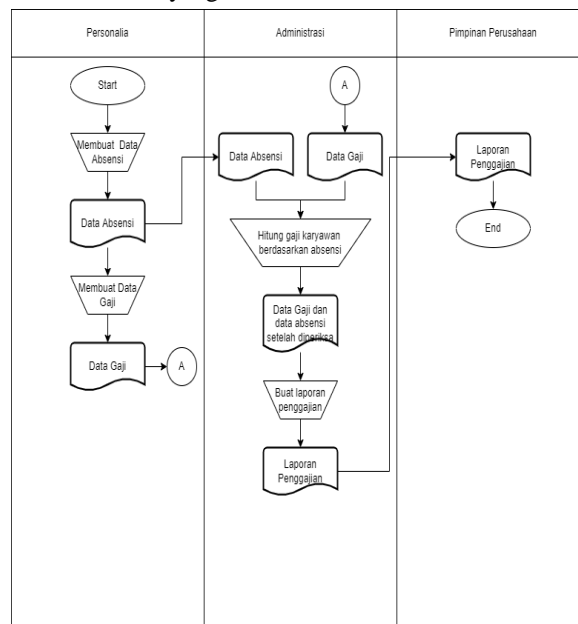 Personalia
Administrasi
Pimpinan Perusahaan
Start
Membuat Data
Absensi
Data Absensi
Membuat Data
Gaji
Data Gaji
A
A
Data Absensi
Data Gaji
Hitung gaji karyawan
berdasarkan absensi
Data Gaji dan
data absensi
setelah diperiksa
Buat laporan
penggajian
Laporan
Penggajian
Laporan
Penggajian
End